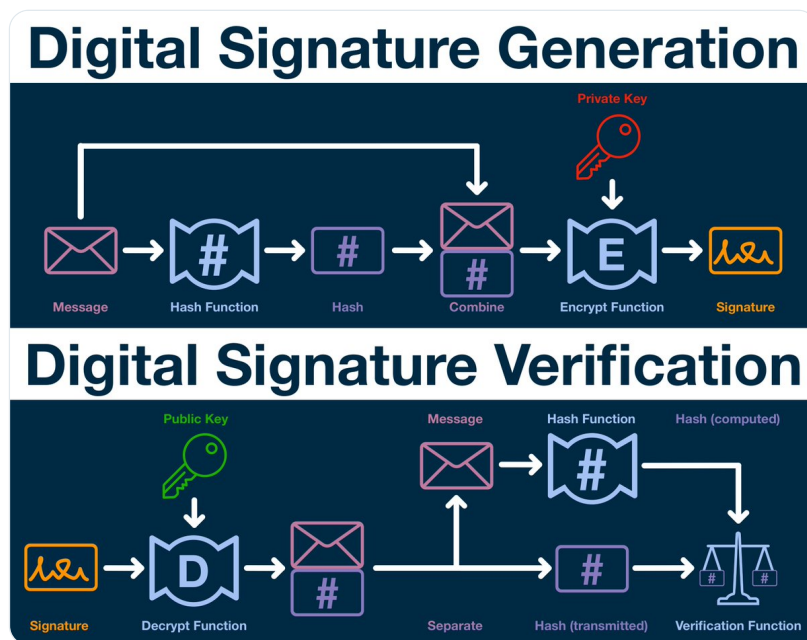 Digital Signature Generation
Private Key
#
#
#
E
Message
Hash Function
Hash
Combine
Encrypt Function
Signature
Digital Signature Verification
Public Key
Message
Hash Function
Hash (computed)
#
D
#
#
#
#
Signature
Decrypt Function
Separate
Hash (transmitted)
Verification Function